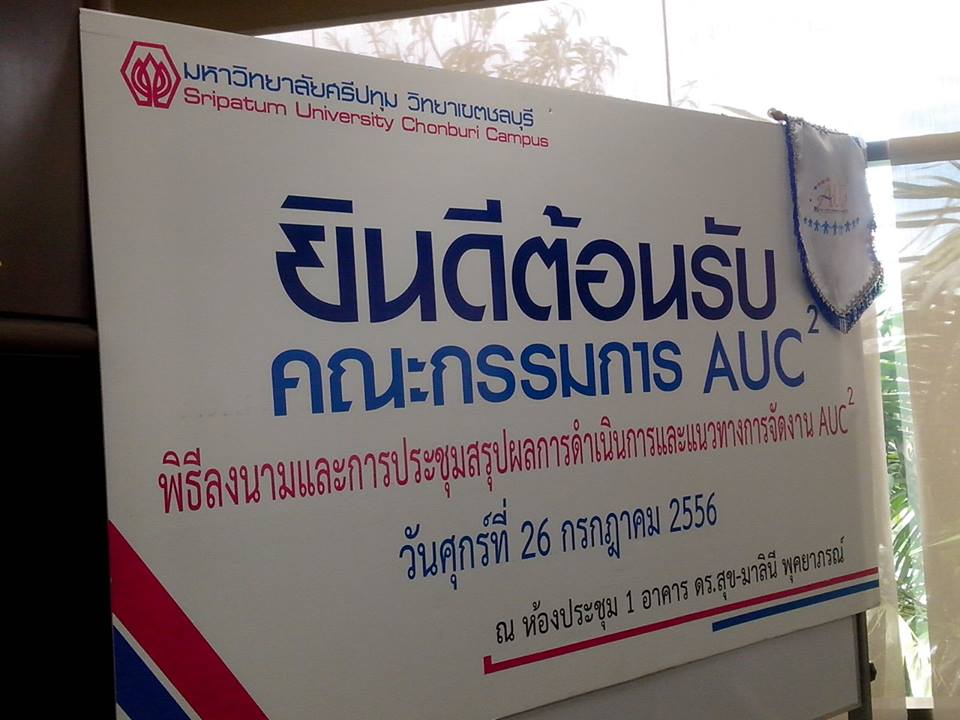 มหาวิทยาลัยศรีปทุม วิทยาเขตชลบุรี
Sripatum University Chonburi Campus
ยินดีต้อนรับ
คณะกรรมการ AUC²
พิธีลงนามและการประชุมสรุปผลการดำเนินการและแนวทางการจัดงาน AUC²
วันศุกร์ที่ 26 กรกฎาคม 2556
ณ ห้องประชุม 1 อาคาร ดร.สุข-มาลินี พุคยาภรณ์